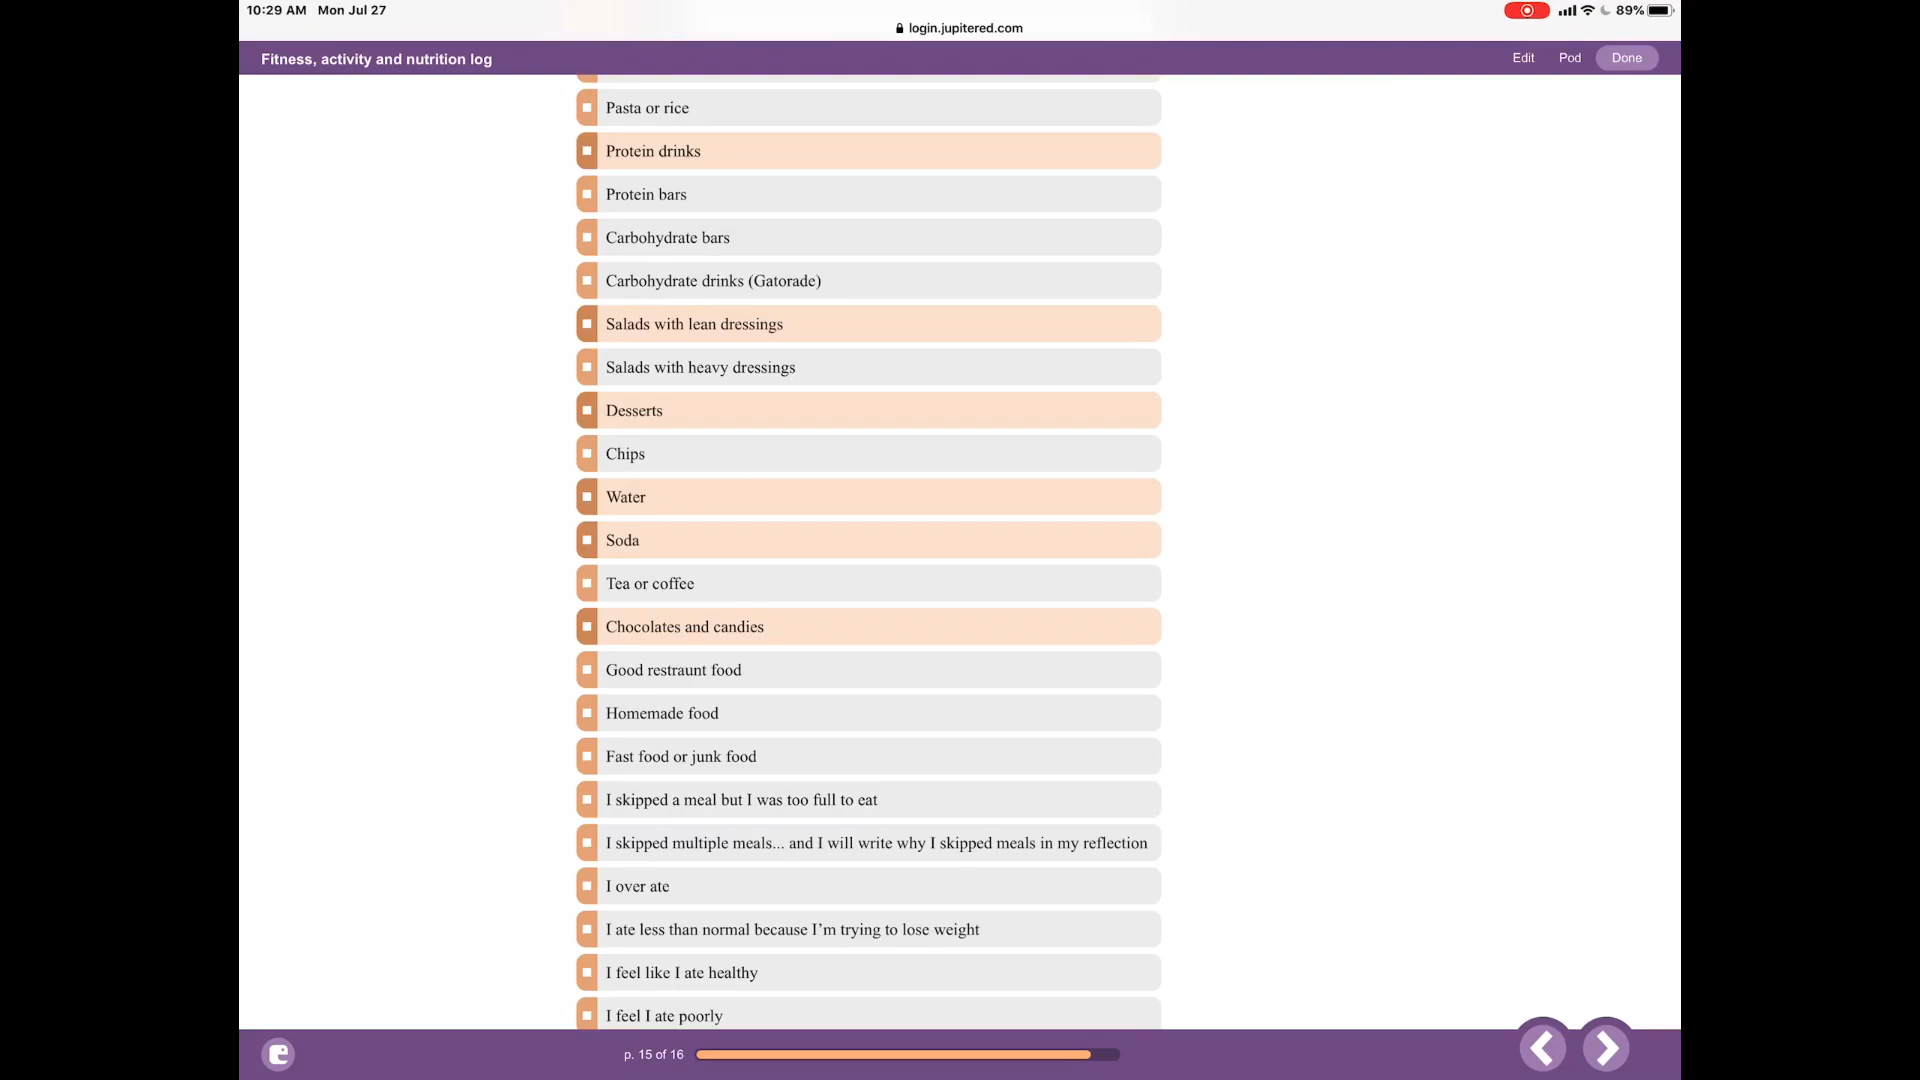 10:29 AM Mon Jul 27
89%
login.jupitered.com
Fitness, activity and nutrition log
Edit Pod Done
Pasta or rice
Protein drinks
Protein bars
Carbohydrate bars
Carbohydrate drinks (Gatorade)
Salads with lean dressings
Salads with heavy dressings
Desserts
Chips
Water
Soda
Tea or coffee
Chocolates and candies
Good restraunt food
Homemade food
Fast food or junk food
I skipped a meal but I was too full to eat
I skipped multiple meals... and I will write why I skipped meals in my reflection
I over ate
I ate less than normal because I’m trying to lose weight
I feel like I ate healthy
I feel I ate poorly
p. 15 of 16